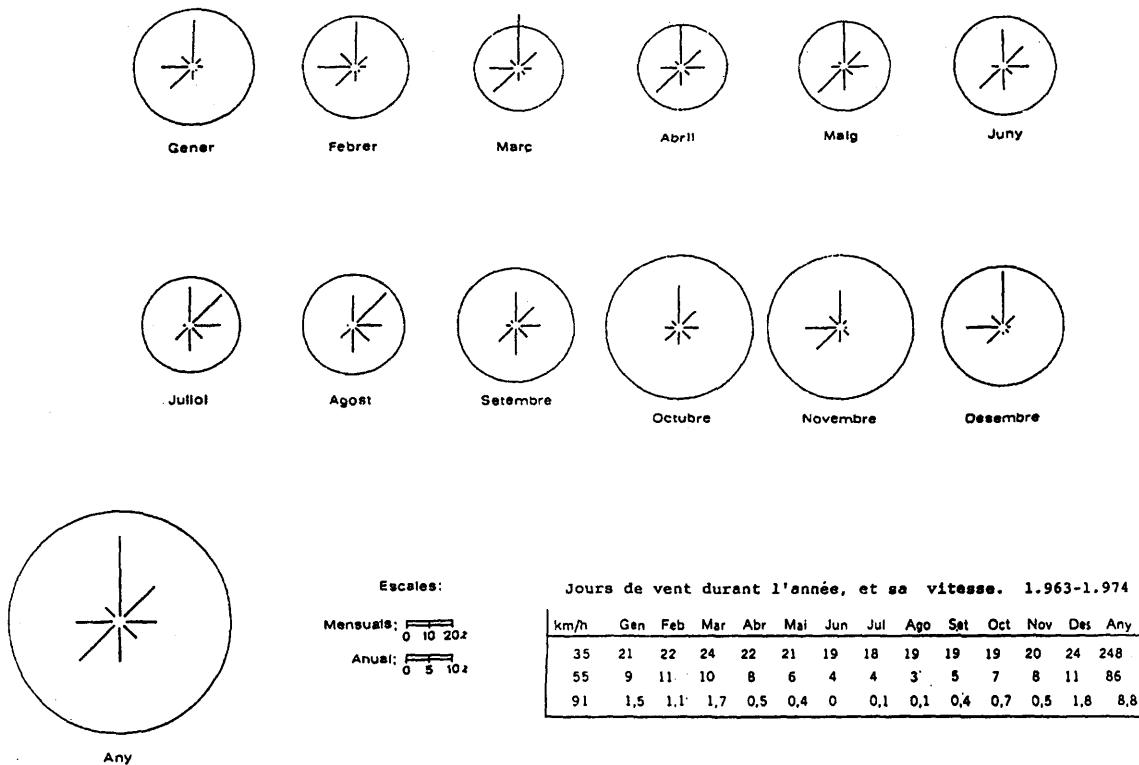 Gener Febrer Març Abril Maig Juny
Juliol Agost Setembre Octubre Novembre Desembre
Any
Escales:
Mensuals: 0 10 20%
Anual: 0 5 10%
Jours de vent durant l'année, et sa vitesse. 1.963-1.974
km/h Gen Feb Mar Abr Mai Jun Jul Ago Set Oct Nov Des Any
35 21 22 24 22 21 19 18 19 19 19 20 24 248
55 9 11 10 8 6 4 4 3 5 7 8 11 86
91 1,5 1,1 1,7 0,5 0,4 0 0,1 0,1 0,4 0,7 0,5 1,8 8,8